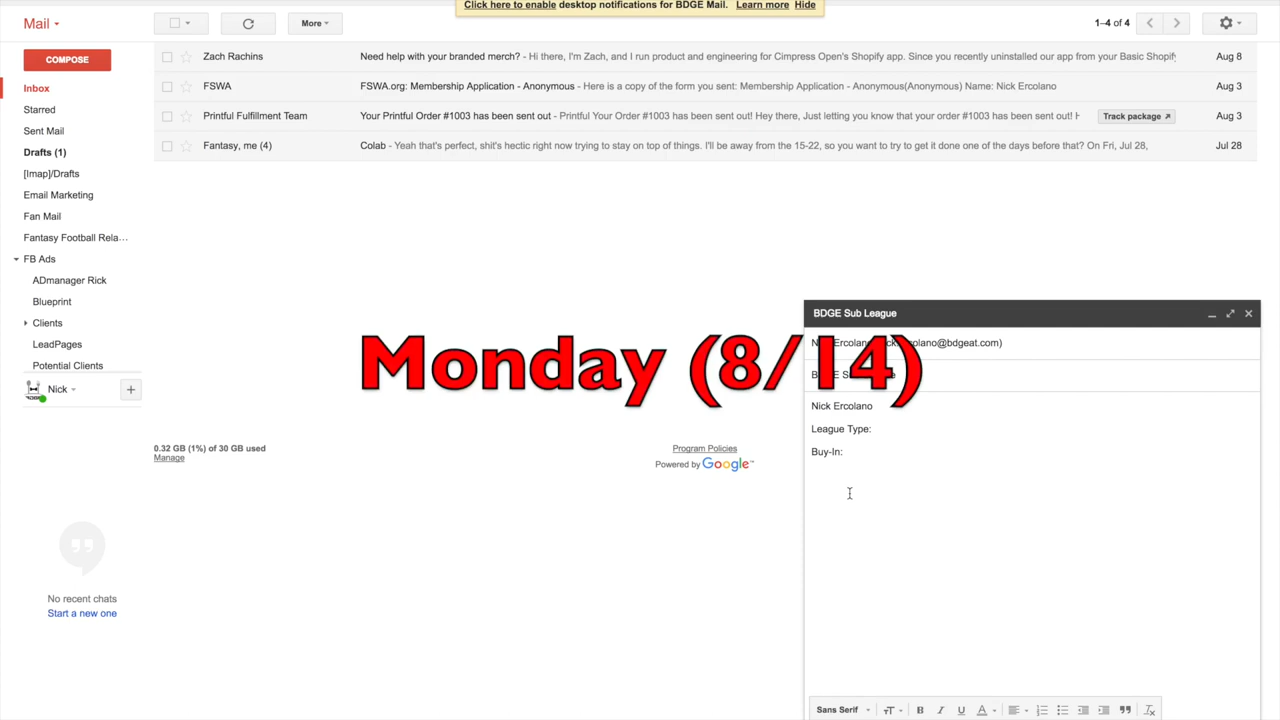 Click here to enable desktop notifications for BDGE Mail. Learn more Hide
Mail
More
1–4 of 4
COMPOSE
Inbox
Starred
Sent Mail
Drafts (1)
[Imap]/Drafts
Email Marketing
Fan Mail
Fantasy Football Rela…
FB Ads
ADmanager Rick
Blueprint
Clients
LeadPages
Potential Clients
Nick
No recent chats
Start a new one
Zach Rachins Need help with your branded merch? - Hi there, I'm Zach, and I run product and engineering for Cimpress Open's Shopify app. Since you recently uninstalled our app from your Basic Shopify Aug 8
FSWA FSWA.org: Membership Application - Anonymous - Here is a copy of the form you sent: Membership Application - Anonymous(Anonymous) Name: Nick Ercolano Aug 3
Printful Fulfillment Team Your Printful Order #1003 has been sent out - Printful Your Order #1003 has been sent out! Hey there, Just letting you know that your order #1003 has been sent out! H Track package Aug 3
Fantasy, me (4) Colab - Yeah that's perfect, shit's hectic right now trying to stay on top of things. I'll be away from the 15-22, so you want to try to get it done one of the days before that? On Fri, Jul 28, Jul 28
Monday (8/14)
0.32 GB (1%) of 30 GB used
Manage
Program Policies
Powered by Google™
BDGE Sub League
Ercolano olano@bdgeat.com)
BDGE
Nick Ercolano
League Type:
Buy-In:
Sans Serif